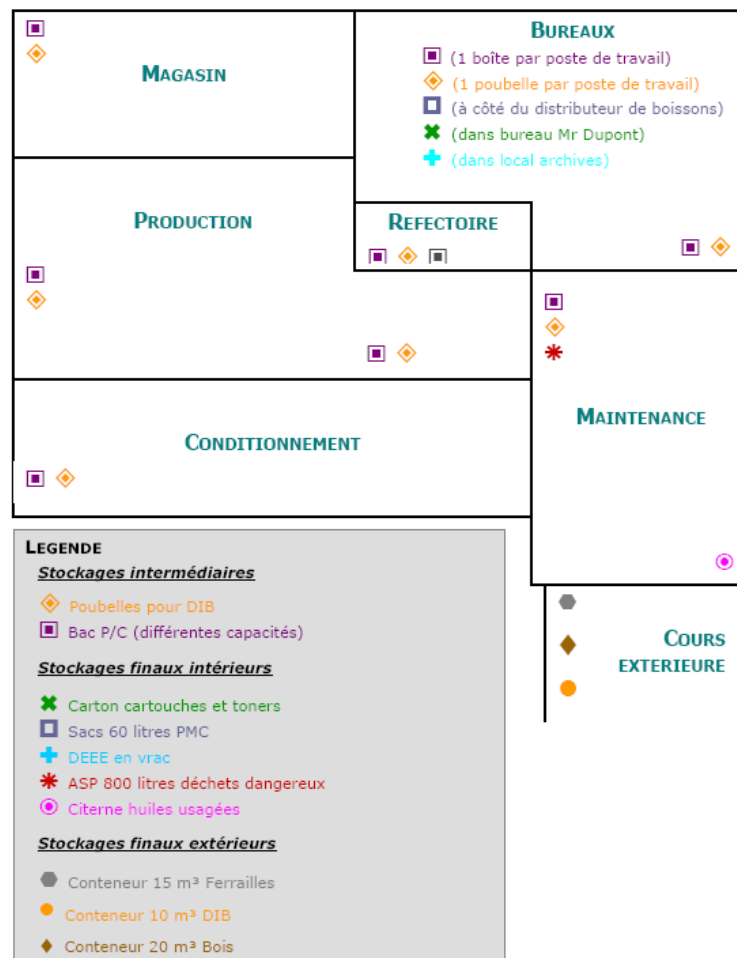 MAGASIN
BUREAUX
(1 boîte par poste de travail)
(1 poubelle par poste de travail)
(à côté du distributeur de boissons)
(dans bureau Mr Dupont)
(dans local archives)
PRODUCTION
REFECTOIRE
MAINTENANCE
CONDITIONNEMENT
COURS
EXTERIEURE
LEGENDE
Stockages intermédiaires
Poubelles pour DIB
Bac P/C (différentes capacités)
Stockages finaux intérieurs
Carton cartouches et toners
Sacs 60 litres PMC
DEEE en vrac
ASP 800 litres déchets dangereux
Citerne huiles usagées
Stockages finaux extérieurs
Conteneur 15 m³ Ferrailles
Conteneur 10 m³ DIB
Conteneur 20 m³ Bois